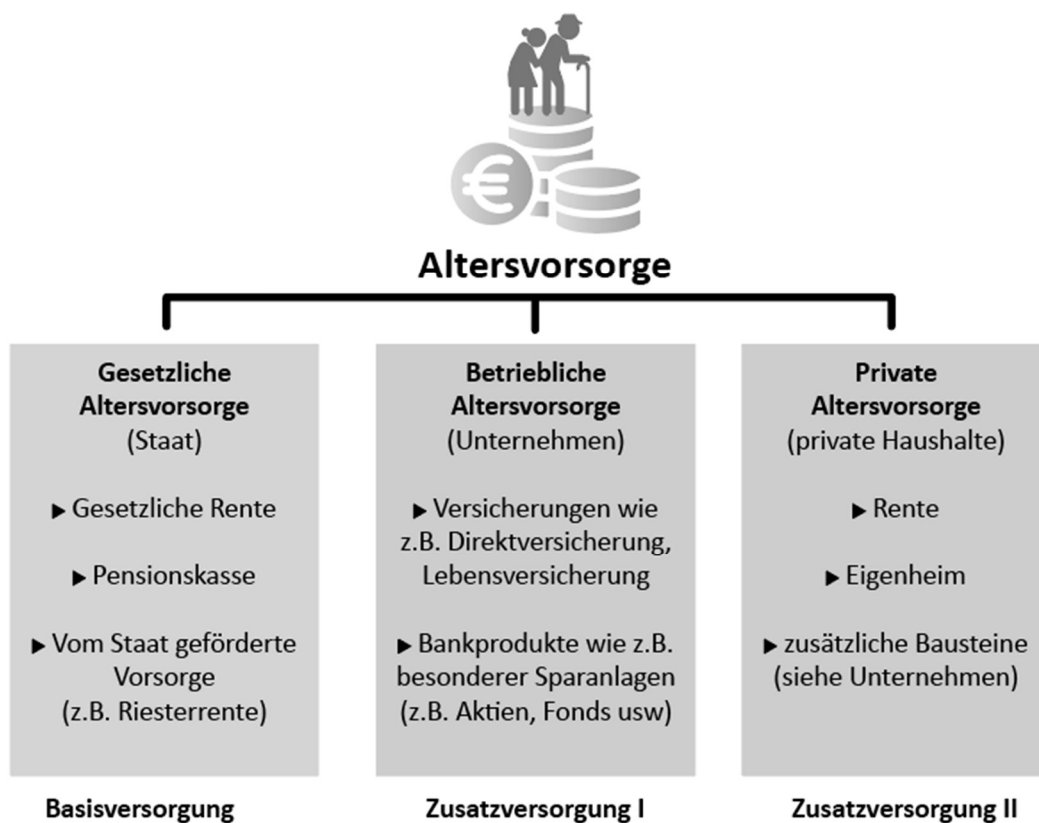 €
Altersvorsorge
Gesetzliche
Altersvorsorge
(Staat)
▸ Gesetzliche Rente
▸ Pensionskasse
▸ Vom Staat geförderte
Vorsorge
(z.B. Riesterrente)
Basisversorgung
Betriebliche
Altersvorsorge
(Unternehmen)
▸ Versicherungen wie
z.B. Direktversicherung,
Lebensversicherung
▸ Bankprodukte wie z.B.
besonderer Sparanlagen
(z.B. Aktien, Fonds usw)
Zusatzversorgung I
Private
Altersvorsorge
(private Haushalte)
▸ Rente
▸ Eigenheim
▸ zusätzliche Bausteine
(siehe Unternehmen)
Zusatzversorgung II